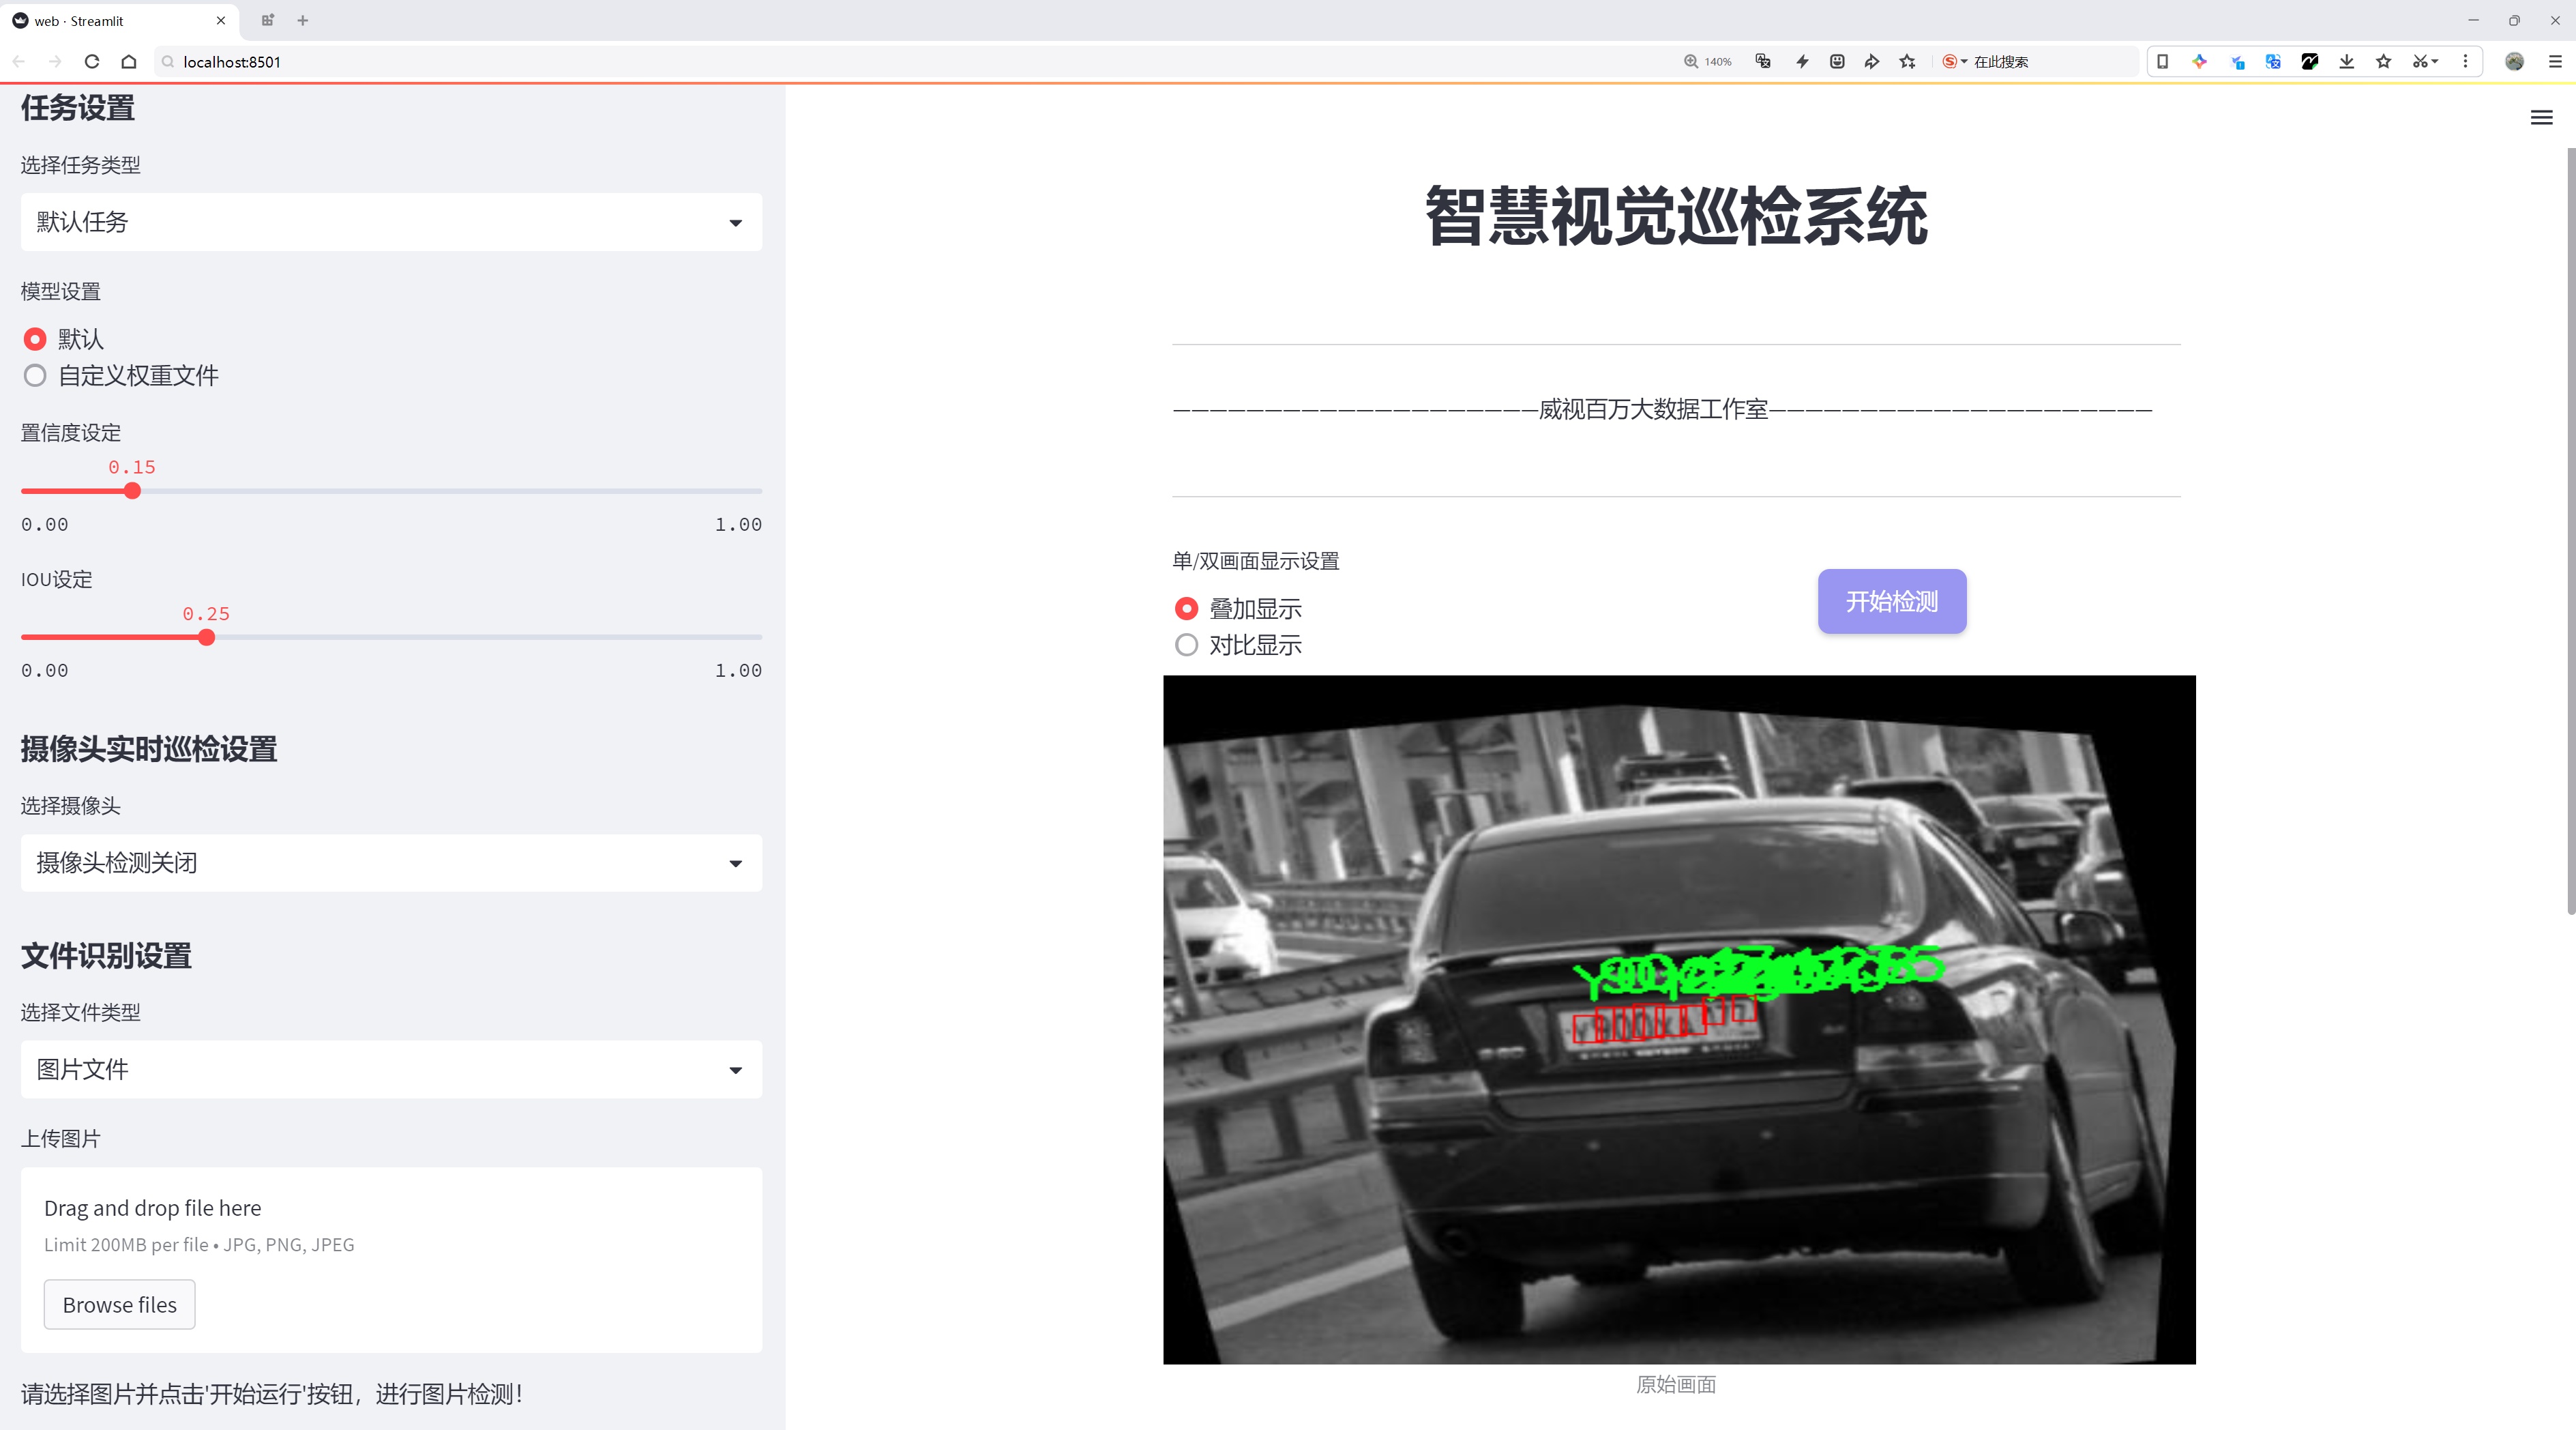 web · Streamlit
localhost:8501
140%
在此搜索
任务设置
选择任务类型
默认任务
模型设置
默认
自定义权重文件
置信度设定
0.15
0.00 1.00
IOU设定
0.25
0.00 1.00
摄像头实时巡检设置
选择摄像头
摄像头检测关闭
文件识别设置
选择文件类型
图片文件
上传图片
Drag and drop file here
Limit 200MB per file • JPG, PNG, JPEG
Browse files
请选择图片并点击'开始运行'按钮，进行图片检测！
智慧视觉巡检系统
————————————————————威视百万大数据工作室—————————————————————
单/双画面显示设置
叠加显示
对比显示
开始检测
原始画面